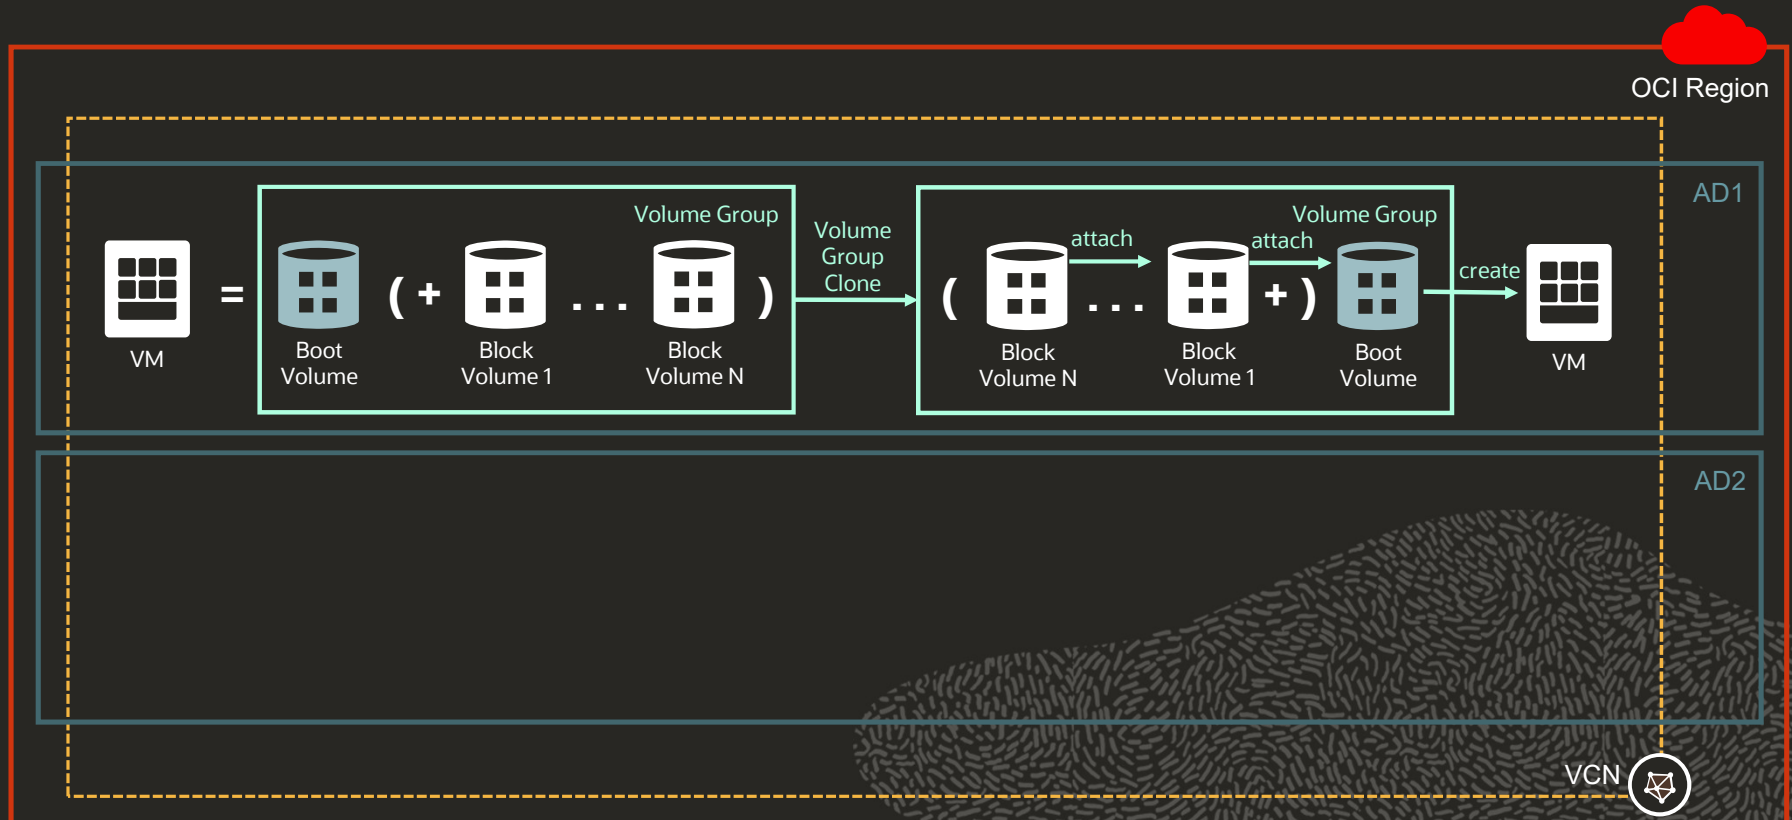 OCI Region
AD1
Volume Group
VM
=
Boot
Volume
( +
Block
Volume 1
...
Block
Volume N
)
Volume
Group
Clone
Volume Group
(
Block
Volume N
attach
...
Block
Volume 1
attach
+ )
Boot
Volume
create
VM
AD2
VCN